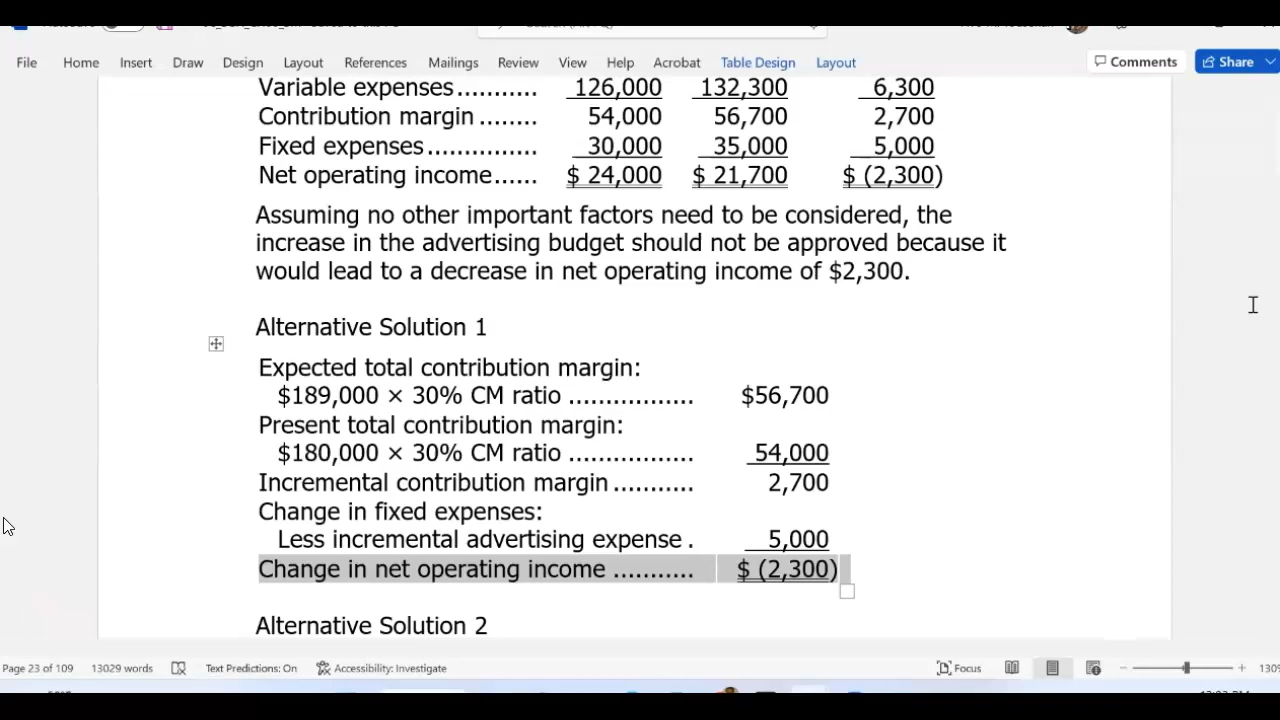 File Home Insert Draw Design Layout References Mailings Review View Help Acrobat Table Design Layout Comments Share
Variable expenses........... 126,000 132,300 6,300
Contribution margin ........ 54,000 56,700 2,700
Fixed expenses............... 30,000 35,000 5,000
Net operating income...... $ 24,000 $ 21,700 $ (2,300)
Assuming no other important factors need to be considered, the
increase in the advertising budget should not be approved because it
would lead to a decrease in net operating income of $2,300.
Alternative Solution 1
Expected total contribution margin:
$189,000 × 30% CM ratio ................. $56,700
Present total contribution margin:
$180,000 × 30% CM ratio ................. 54,000
Incremental contribution margin ........... 2,700
Change in fixed expenses:
Less incremental advertising expense . 5,000
Change in net operating income ........... $ (2,300)
Alternative Solution 2
Page 23 of 109 13029 words Text Predictions: On Accessibility: Investigate Focus 130%